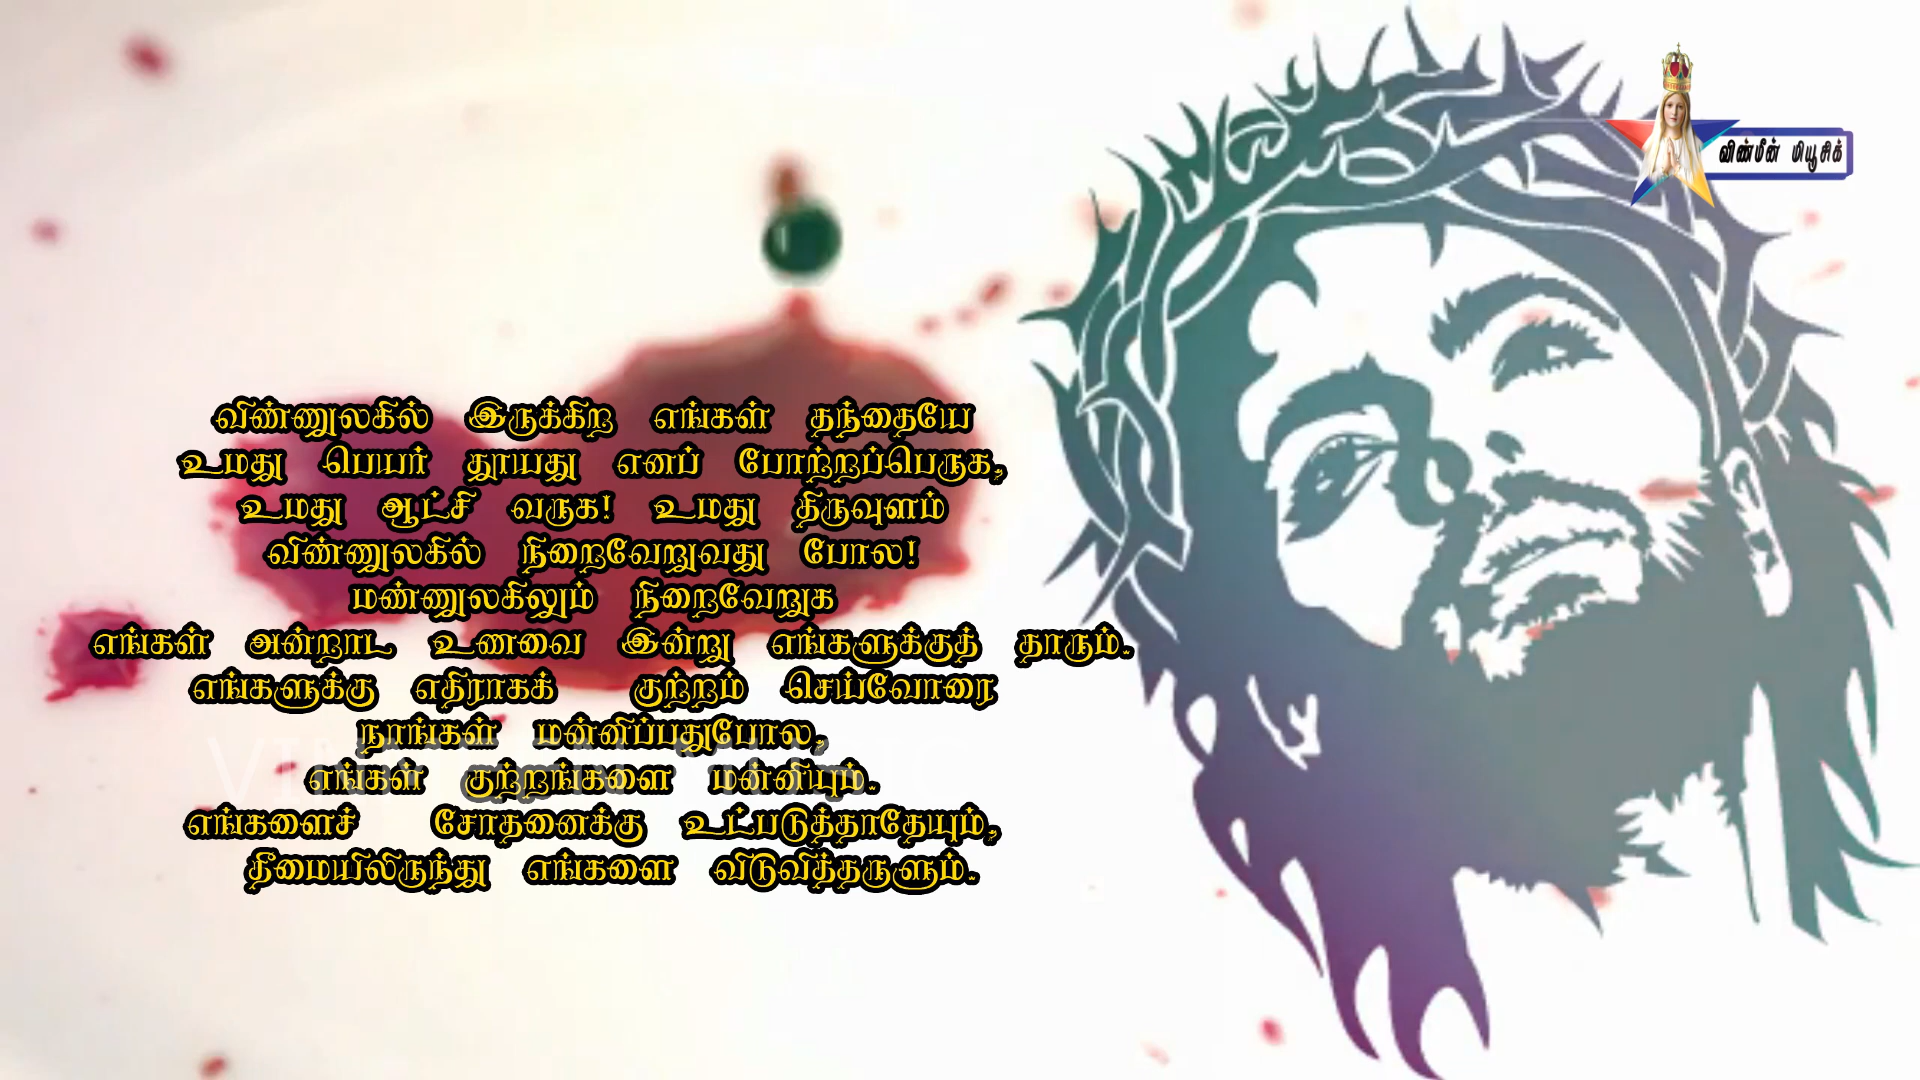 விண்மீன் மியூசிக்
விண்ணுலகில் இருக்கிற எங்கள் தந்தையே
உமது பெயர் தூயது எனப் போற்றப்பெருக,
உமது ஆட்சி வருக! உமது திருவுளம்
விண்ணுலகில் நிறைவேறுவது போல!
மண்ணுலகிலும் நிறைவேறுக
எங்கள் அன்றாட உணவை இன்று எங்களுக்குத் தாரும்.
எங்களுக்கு எதிராகக் குற்றம் செய்வோரை
நாங்கள் மன்னிப்பதுபோல,
எங்கள் குற்றங்களை மன்னியும்.
எங்களைச் சோதனைக்கு உட்படுத்தாதேயும்,
தீமையிலிருந்து எங்களை விடுவித்தருளும்.